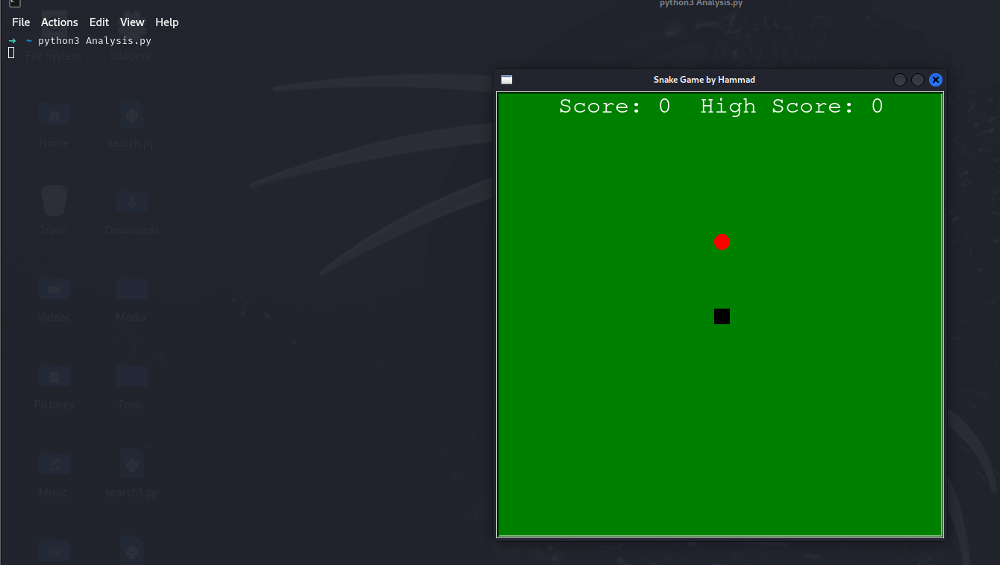 python3 Analysis.py
File Actions Edit View Help
→ ~ python3 Analysis.py
File System
bilal.exe
Snake Game by Hammad
Score: 0 High Score: 0
Home
search.py
Trash
Downloads
Videos
Media
Pictures
Tools
Music
search1.py